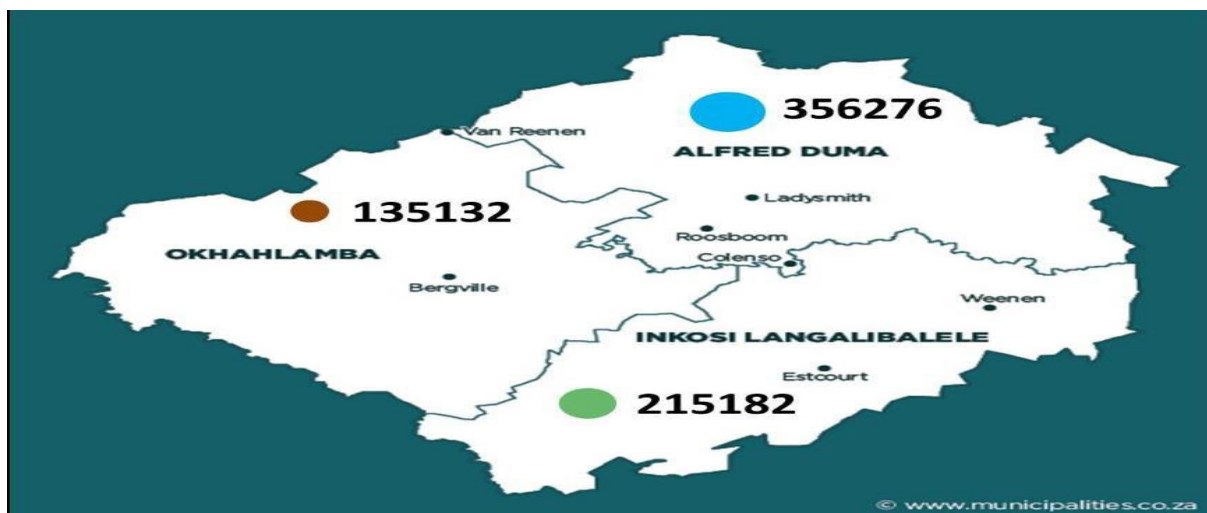 356276
ALFRED DUMA
Van Reenen
Ladysmith
135132
Roosboom
OKHAHLAMBA
Colenso
Bergville
Weenen
INKOSI LANGALIBALELE
Estcourt
215182
© www.municipalities.co.za